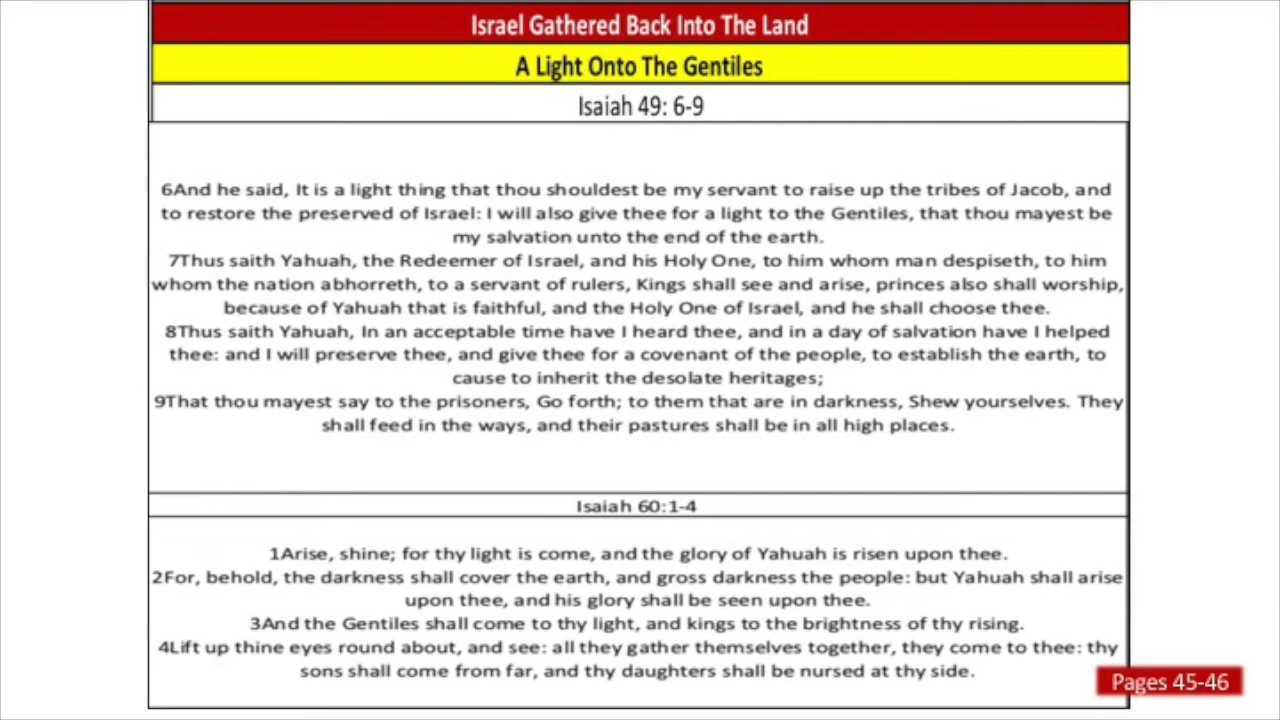 Israel Gathered Back Into The Land
A Light Onto The Gentiles
Isaiah 49: 6-9
6And he said, It is a light thing that thou shouldest be my servant to raise up the tribes of Jacob, and
to restore the preserved of Israel: I will also give thee for a light to the Gentiles, that thou mayest be
my salvation unto the end of the earth.
7Thus saith Yahuah, the Redeemer of Israel, and his Holy One, to him whom man despiseth, to him
whom the nation abhorreth, to a servant of rulers, Kings shall see and arise, princes also shall worship,
because of Yahuah that is faithful, and the Holy One of Israel, and he shall choose thee.
8Thus saith Yahuah, In an acceptable time have I heard thee, and in a day of salvation have I helped
thee: and I will preserve thee, and give thee for a covenant of the people, to establish the earth, to
cause to inherit the desolate heritages;
9That thou mayest say to the prisoners, Go forth; to them that are in darkness, Shew yourselves. They
shall feed in the ways, and their pastures shall be in all high places.
Isaiah 60:1-4
1Arise, shine; for thy light is come, and the glory of Yahuah is risen upon thee.
2For, behold, the darkness shall cover the earth, and gross darkness the people: but Yahuah shall arise
upon thee, and his glory shall be seen upon thee.
3And the Gentiles shall come to thy light, and kings to the brightness of thy rising.
4Lift up thine eyes round about, and see: all they gather themselves together, they come to thee: thy
sons shall come from far, and thy daughters shall be nursed at thy side.
Pages 45-46